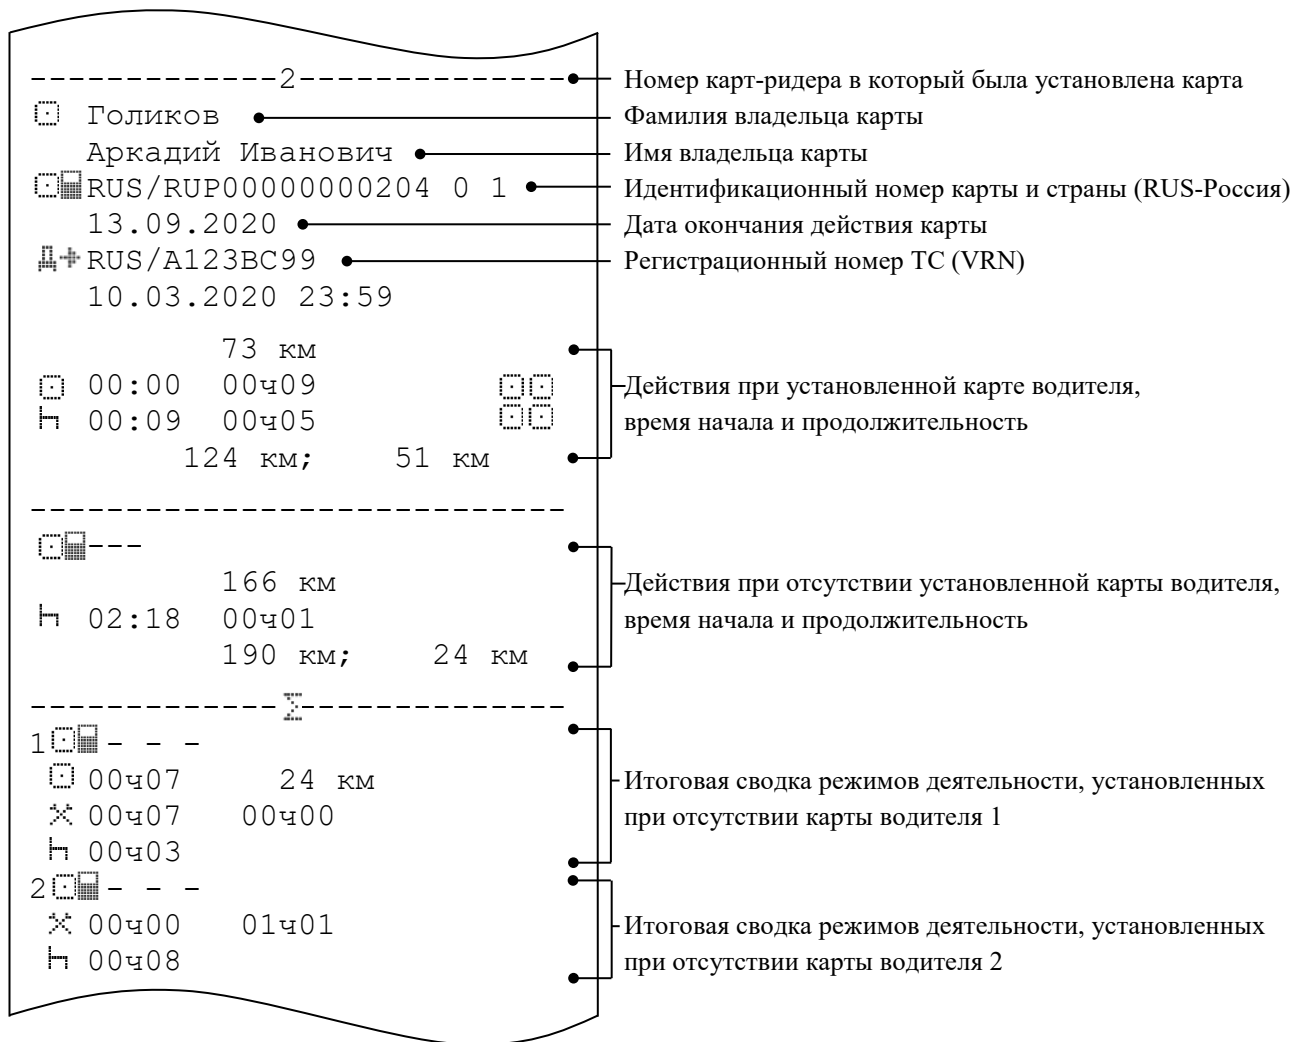 --------------2-------------- Номер карт-ридера в который была установлена карта
Голиков Фамилия владельца карты
Аркадий Иванович Имя владельца карты
RUS/RUP00000000204 0 1 Идентификационный номер карты и страны (RUS-Россия)
13.09.2020 Дата окончания действия карты
RUS/A123BC99 Регистрационный номер ТС (VRN)
10.03.2020 23:59
73 км
00:00 00ч09 Действия при установленной карте водителя,
00:09 00ч05 время начала и продолжительность
124 км; 51 км
----------------------------
---
166 км Действия при отсутствии установленной карты водителя,
02:18 00ч01 время начала и продолжительность
190 км; 24 км
-------------Σ--------------
1 - - -
00ч07 24 км Итоговая сводка режимов деятельности, установленных
00ч07 00ч00 при отсутствии карты водителя 1
00ч03
2 - - -
00ч00 01ч01 Итоговая сводка режимов деятельности, установленных
00ч08 при отсутствии карты водителя 2